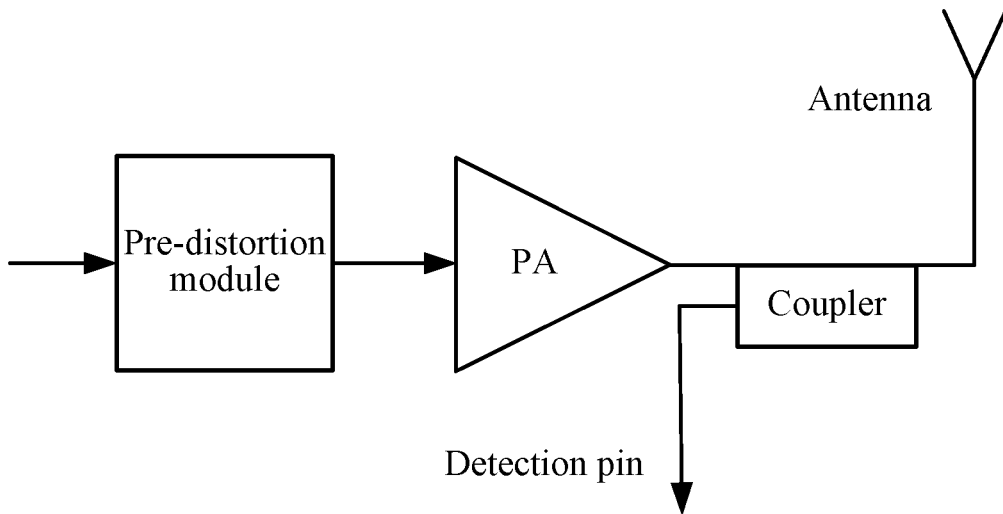 Antenna
Pre-distortion
module
PA
Coupler
Detection pin